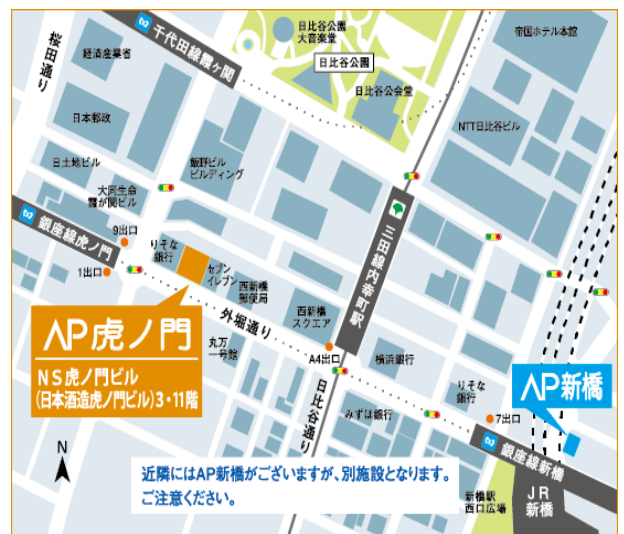 千代田線霞ケ関
桜田通り
経済産業省
日比谷公園
大音楽堂
日比谷公園
日比谷公会堂
帝国ホテル本館
日本郵政
NTT日比谷ビル
日土地ビル
飯野ビル
ビルディング
大同生命
霞が関ビル
銀座線虎ノ門
9出口
1出口
りそな
銀行
セブン
イレブン
西新橋
郵便局
三田線内幸町駅
外堀通り
西新橋
スクエア
AP虎ノ門
NS虎ノ門ビル
(日本酒造虎ノ門ビル)3・11階
丸万
一号館
A4出口
横浜銀行
日比谷通り
みずほ銀行
りそな
銀行
7出口
AP新橋
銀座線新橋
N
近隣にはAP新橋がございますが、別施設となります。
ご注意ください。
新橋駅
西口広場
JR
新橋